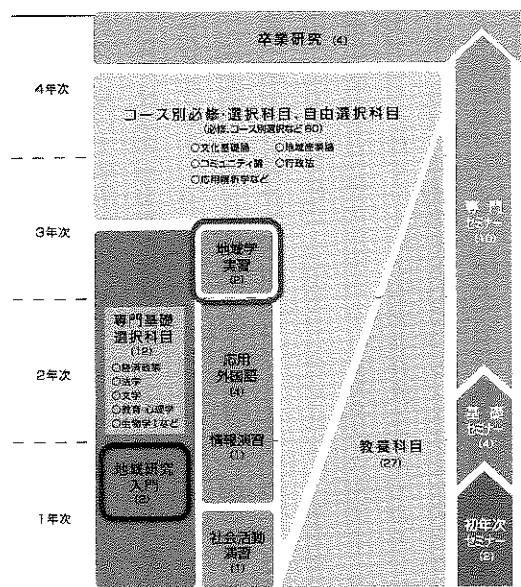 卒業研究 (4)
4年次
コース別必修・選択科目、自由選択科目
(必修、コース別選択など 60)
○文化基礎論 ○地域産業論
○コミュニティ論 ○行政法
○応用解析学など
専門
セミナー
(10)
3年次
地域学
実習
(2)
専門基礎
選択科目
(12)
○経済政策
○法学
○文学
○教育・心理学
○生物学Ⅰなど
2年次
応用
外国語
(4)
情報演習
(1)
教養科目
(27)
基礎
セミナー
(4)
地域研究
入門
(2)
1年次
社会活動
演習
(1)
初年次
セミナー
(2)